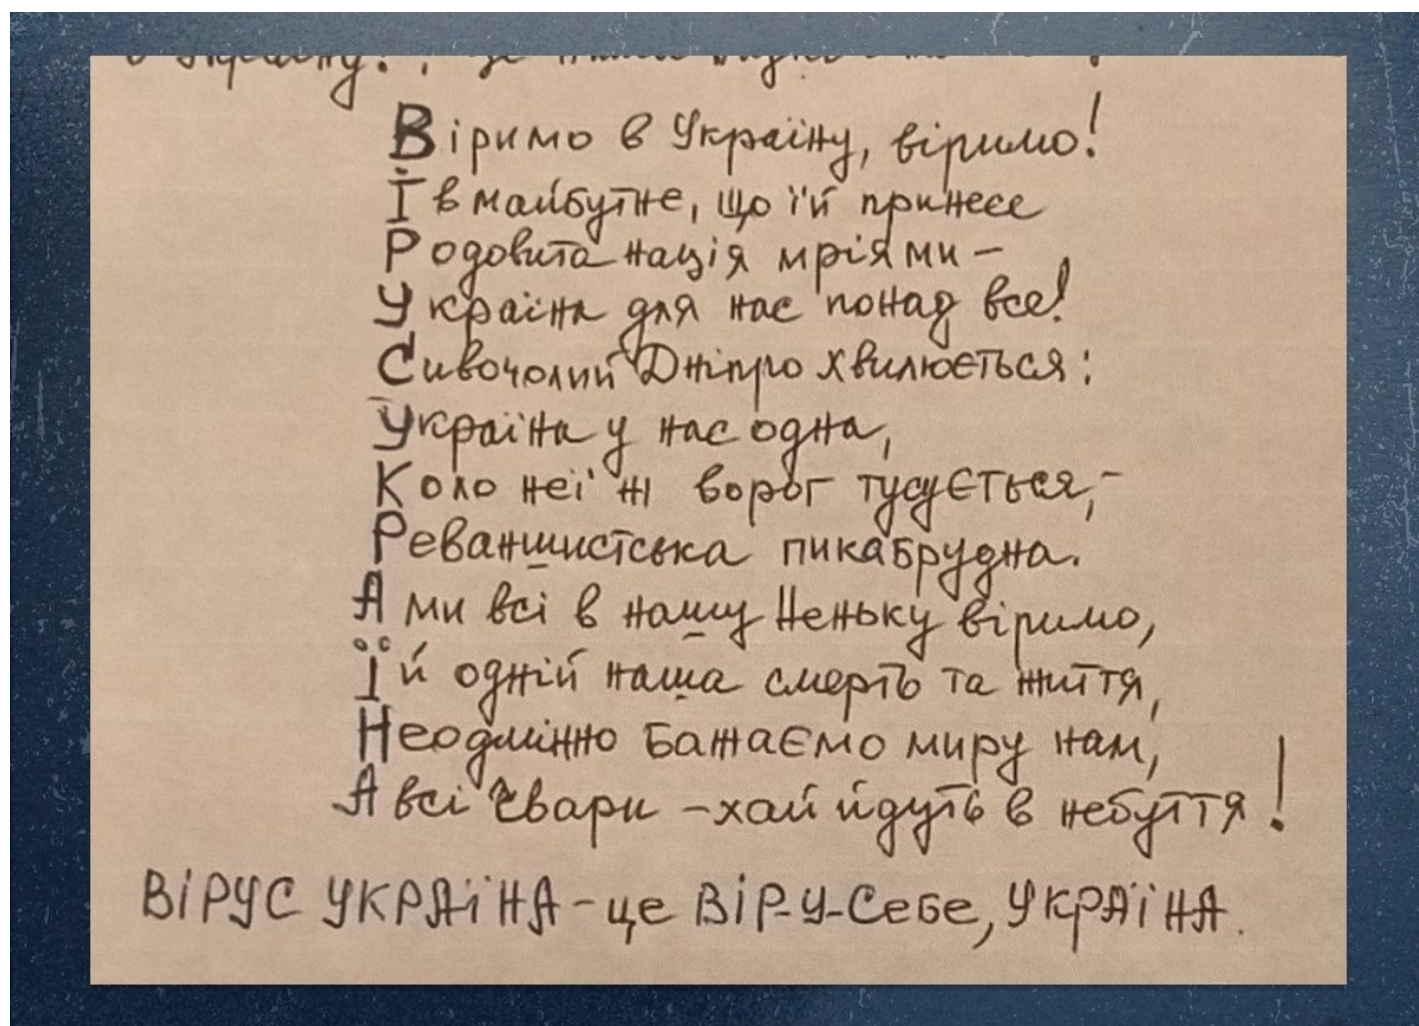 в Україну!
Віримо в Україну, віримо!
І в майбутнє, що їй принесе
Родовита нація мріями –
Україна для нас понад все!
Сивочолий Дніпро хвилюється:
Україна у нас одна,
Коло неї ж ворог тусується, –
Реваншистська пика брудна.
А ми всі в нашу Неньку віримо,
Їй одній наша смерть та життя,
Неодмінно бажаємо миру нам,
А всі чвари – хай йдуть в небуття!
ВІРУС УКРАЇНА – це ВІР-У-Себе, УКРАЇНА.